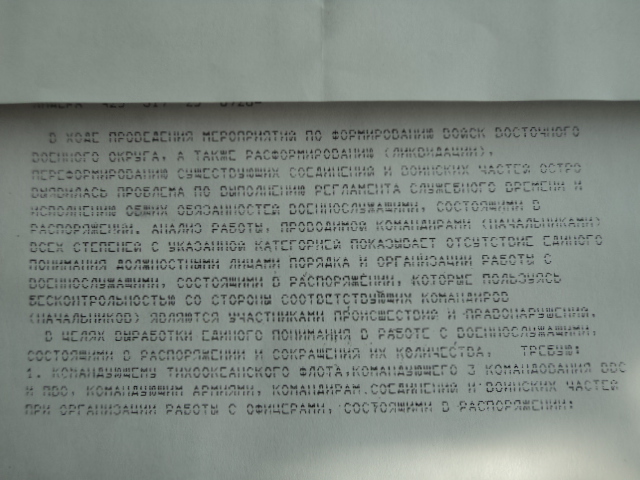 В ХОДЕ ПРОВЕДЕНИЯ МЕРОПРИЯТИЙ ПО ФОРМИРОВАНИЮ ВОЙСК ВОСТОЧНОГО
ВОЕННОГО ОКРУГА, А ТАКЖЕ РАСФОРМИРОВАНИЮ (ЛИКВИДАЦИИ),
ПЕРЕФОРМИРОВАНИЮ СУЩЕСТВУЮЩИХ СОЕДИНЕНИЙ И ВОИНСКИХ ЧАСТЕЙ ОСТРО
ВЫЯВИЛАСЬ ПРОБЛЕМА ПО ВЫПОЛНЕНИЮ РЕГЛАМЕНТА СЛУЖЕБНОГО ВРЕМЕНИ И
ИСПОЛНЕНИЮ ОБЩИХ ОБЯЗАННОСТЕЙ ВОЕННОСЛУЖАЩИМИ, СОСТОЯЩИМИ В
РАСПОРЯЖЕНИИ. АНАЛИЗ РАБОТЫ, ПРОВОДИМОЙ КОМАНДИРАМИ (НАЧАЛЬНИКАМИ)
ВСЕХ СТЕПЕНЕЙ С УКАЗАННОЙ КАТЕГОРИЕЙ ПОКАЗЫВАЕТ ОТСУТСТВИЕ ЕДИНОГО
ПОНИМАНИЯ ДОЛЖНОСТНЫМИ ЛИЦАМИ ПОРЯДКА И ОРГАНИЗАЦИИ РАБОТЫ С
ВОЕННОСЛУЖАЩИМИ, СОСТОЯЩИМИ В РАСПОРЯЖЕНИИ, КОТОРЫЕ ПОЛЬЗУЯСЬ
БЕСКОНТРОЛЬНОСТЬЮ СО СТОРОНЫ СООТВЕТСТВУЮЩИХ КОМАНДИРОВ
(НАЧАЛЬНИКОВ) ЯВЛЯЮТСЯ УЧАСТНИКАМИ ПРОИСШЕСТВИЙ И ПРАВОНАРУШЕНИЙ.
В ЦЕЛЯХ ВЫРАБОТКИ ЕДИНОГО ПОНИМАНИЯ В РАБОТЕ С ВОЕННОСЛУЖАЩИМИ,
СОСТОЯЩИМИ В РАСПОРЯЖЕНИИ И СОКРАЩЕНИЯ ИХ КОЛИЧЕСТВА, ТРЕБУЮ:
1. КОМАНДУЮЩЕМУ ТИХООКЕАНСКОГО ФЛОТА,КОМАНДУЮЩЕГО 3 КОМАНДОВАНИЯ ВВС
И ПВО, КОМАНДУЮЩИМ АРМИЯМИ, КОМАНДИРАМ СОЕДИНЕНИЙ И ВОИНСКИХ ЧАСТЕЙ
ПРИ ОРГАНИЗАЦИИ РАБОТЫ С ОФИЦЕРАМИ, СОСТОЯЩИМИ В РАСПОРЯЖЕНИИ: